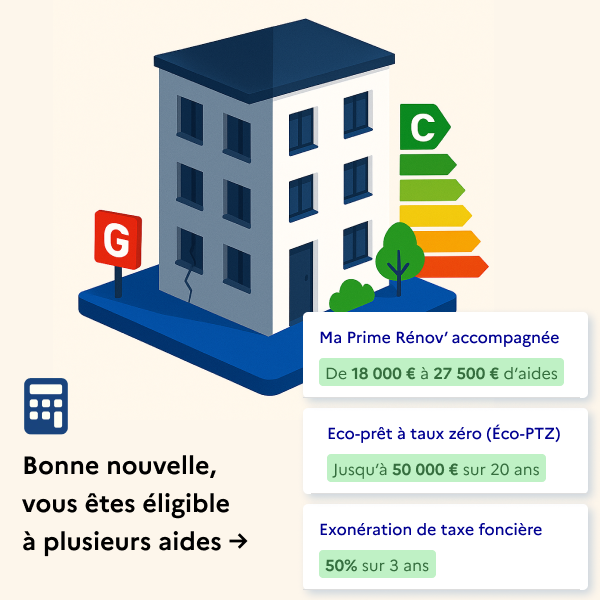 C
G
Ma Prime Rénov’ accompagnée
De 18 000 € à 27 500 € d’aides
Eco-prêt à taux zéro (Éco-PTZ)
Jusqu’à 50 000 € sur 20 ans
Exonération de taxe foncière
50% sur 3 ans
Bonne nouvelle,
vous êtes éligible
à plusieurs aides →